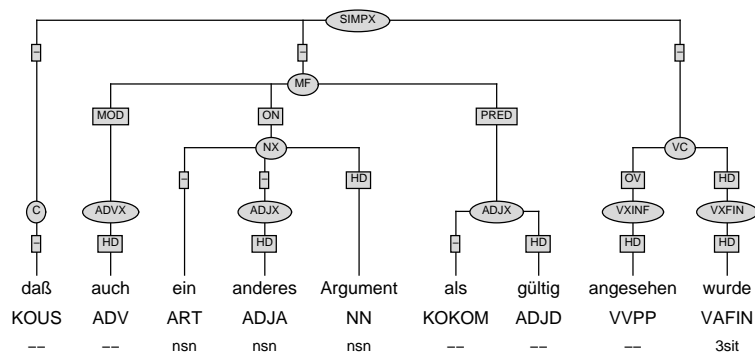 SIMPX
– – –
MF
MOD ON PRED
NX VC
– – HD OV HD
C ADVX ADJX ADJX VXINF VXFIN
– HD HD – HD HD HD
daß auch ein anderes Argument als gültig angesehen wurde
KOUS ADV ART ADJA NN KOKOM ADJD VVPP VAFIN
−− −− nsn nsn nsn −− −− −− 3sit